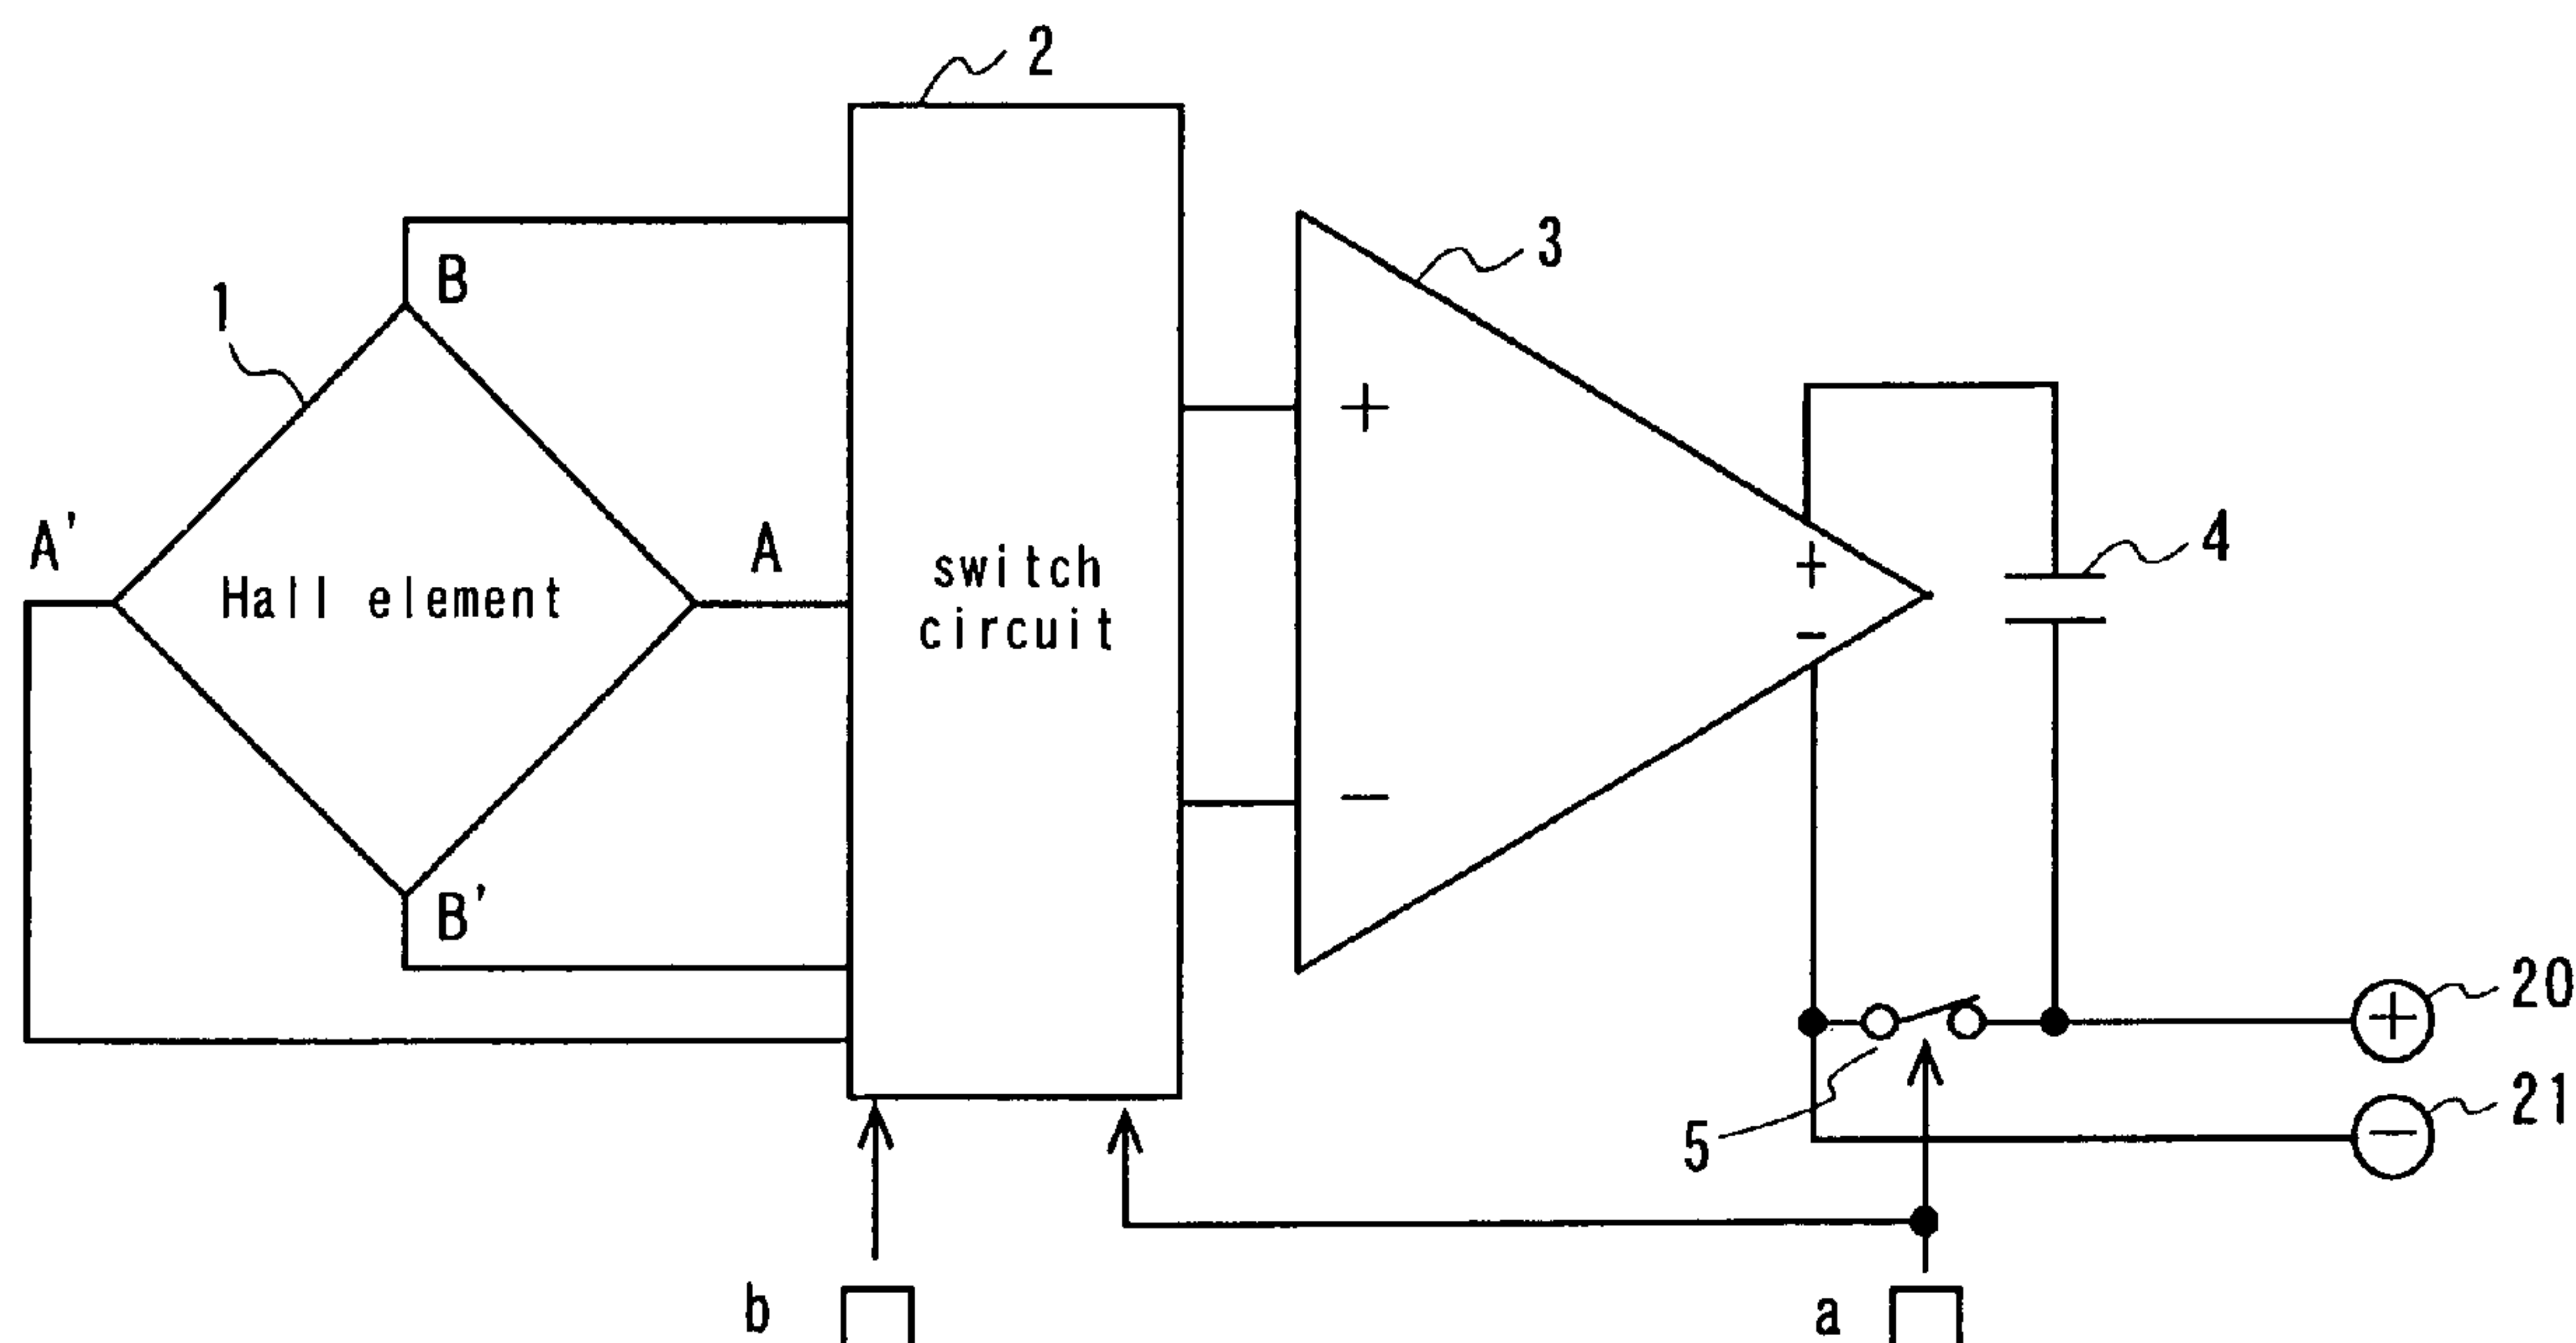 2
B
1
3
+
A'
A
Hall element
switch
circuit
+
-
4
-
B'
+
20
-
21
5
b
a